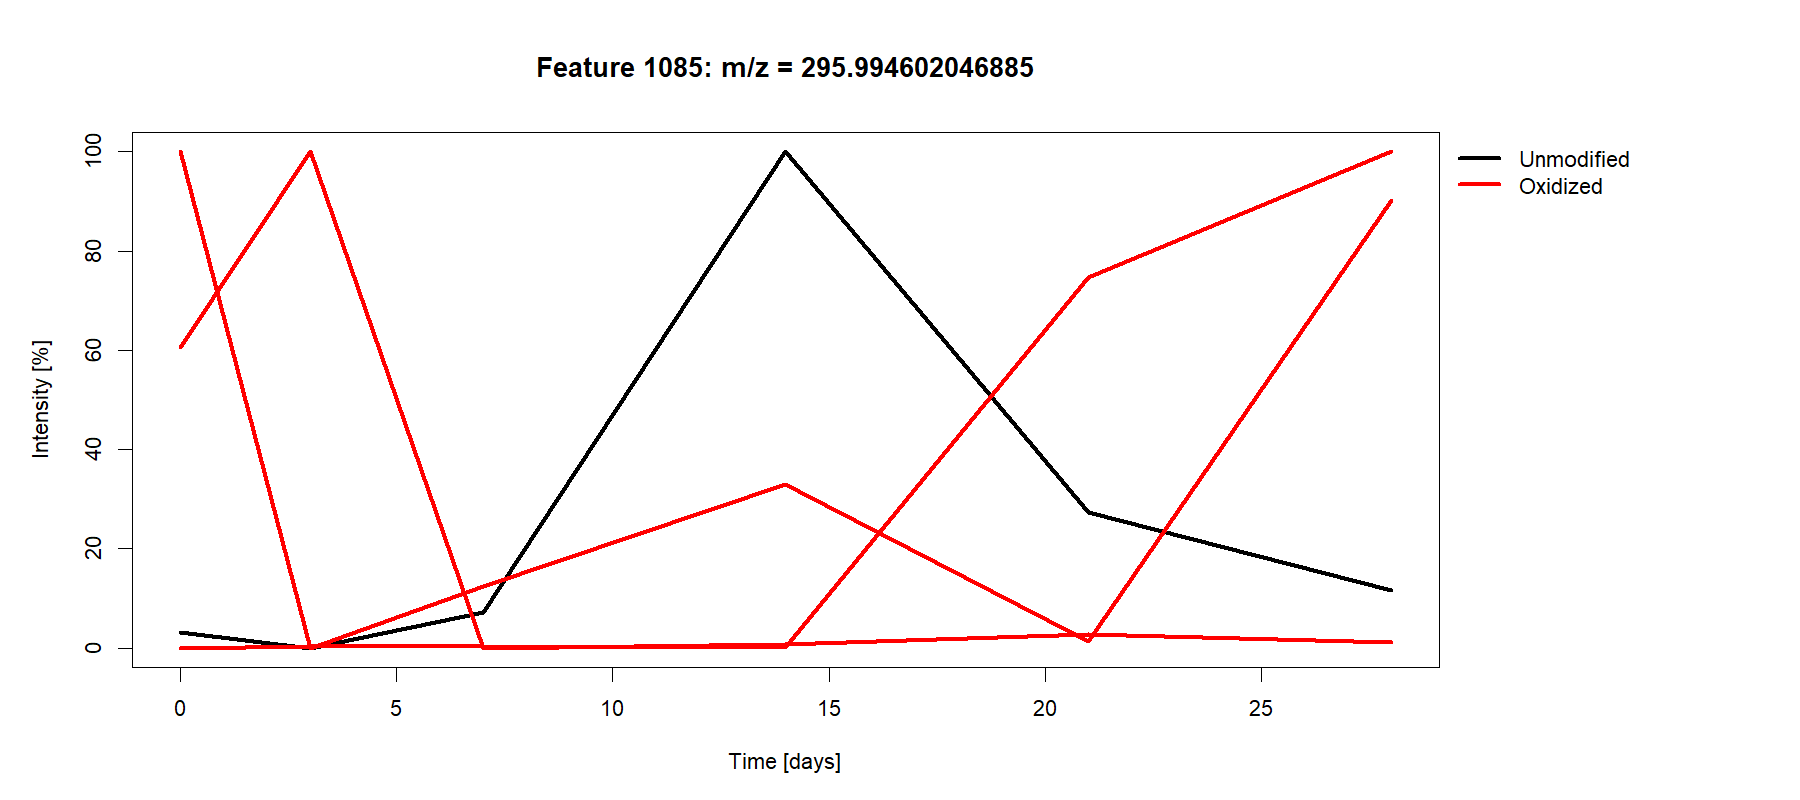 Feature 1085: m/z = 295.994602046885
Unmodified
Oxidized
Intensity [%]
100
80
60
40
20
0
0 5 10 15 20 25
Time [days]